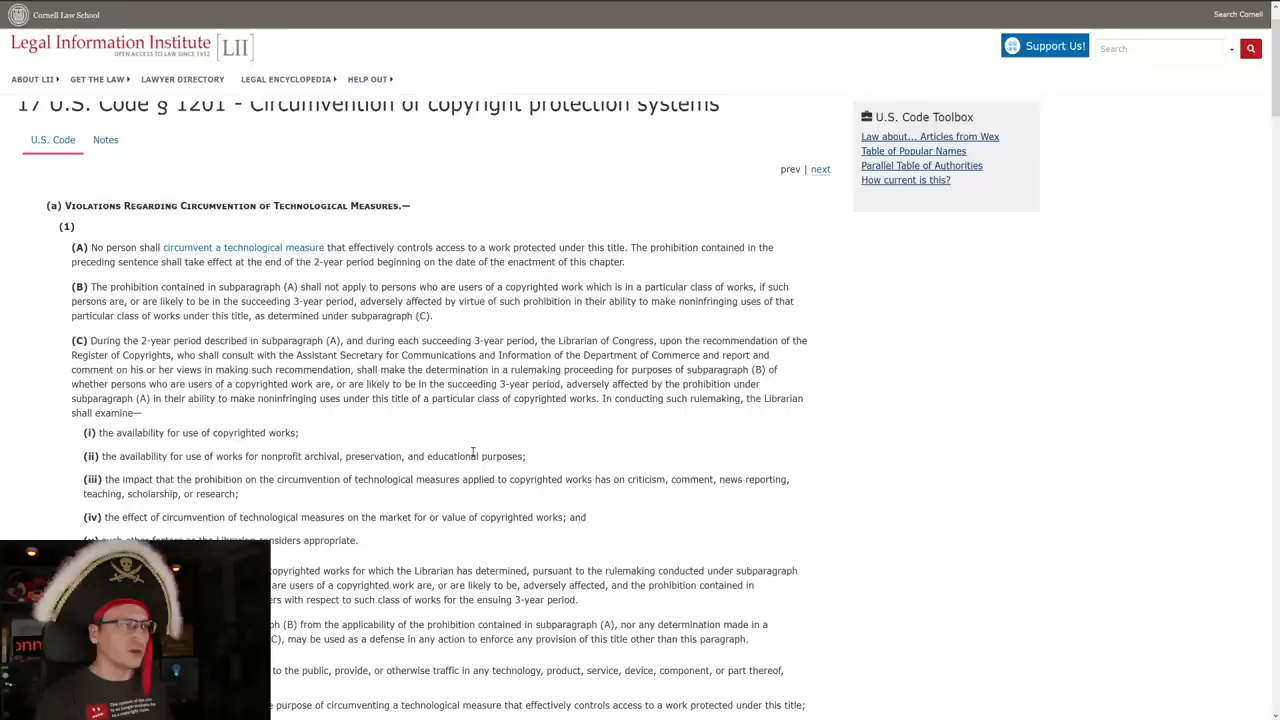 Cornell Law School
Search Cornell
Legal Information Institute [LII]
OPEN ACCESS TO LAW SINCE 1992
Support Us!
Search
ABOUT LII GET THE LAW LAWYER DIRECTORY LEGAL ENCYCLOPEDIA HELP OUT
17 U.S. Code § 1201 - Circumvention of copyright protection systems
U.S. Code Toolbox
Law about... Articles from Wex
Table of Popular Names
Parallel Table of Authorities
How current is this?
U.S. Code Notes
prev | next
(a) VIOLATIONS REGARDING CIRCUMVENTION OF TECHNOLOGICAL MEASURES.—
(1)
(A) No person shall circumvent a technological measure that effectively controls access to a work protected under this title. The prohibition contained in the
preceding sentence shall take effect at the end of the 2-year period beginning on the date of the enactment of this chapter.
(B) The prohibition contained in subparagraph (A) shall not apply to persons who are users of a copyrighted work which is in a particular class of works, if such
persons are, or are likely to be in the succeeding 3-year period, adversely affected by virtue of such prohibition in their ability to make noninfringing uses of that
particular class of works under this title, as determined under subparagraph (C).
(C) During the 2-year period described in subparagraph (A), and during each succeeding 3-year period, the Librarian of Congress, upon the recommendation of the
Register of Copyrights, who shall consult with the Assistant Secretary for Communications and Information of the Department of Commerce and report and
comment on his or her views in making such recommendation, shall make the determination in a rulemaking proceeding for purposes of subparagraph (B) of
whether persons who are users of a copyrighted work are, or are likely to be in the succeeding 3-year period, adversely affected by the prohibition under
subparagraph (A) in their ability to make noninfringing uses under this title of a particular class of copyrighted works. In conducting such rulemaking, the Librarian
shall examine—
(i) the availability for use of copyrighted works;
(ii) the availability for use of works for nonprofit archival, preservation, and educational purposes;
(iii) the impact that the prohibition on the circumvention of technological measures applied to copyrighted works has on criticism, comment, news reporting,
teaching, scholarship, or research;
(iv) the effect of circumvention of technological measures on the market for or value of copyrighted works; and
(v) such other factors as the Librarian considers appropriate.
copyrighted works for which the Librarian has determined, pursuant to the rulemaking conducted under subparagraph
are users of a copyrighted work are, or are likely to be, adversely affected, and the prohibition contained in
ers with respect to such class of works for the ensuing 3-year period.
ph (B) from the applicability of the prohibition contained in subparagraph (A), nor any determination made in a
C), may be used as a defense in any action to enforce any provision of this title other than this paragraph.
to the public, provide, or otherwise traffic in any technology, product, service, device, component, or part thereof,
e purpose of circumventing a technological measure that effectively controls access to a work protected under this title;